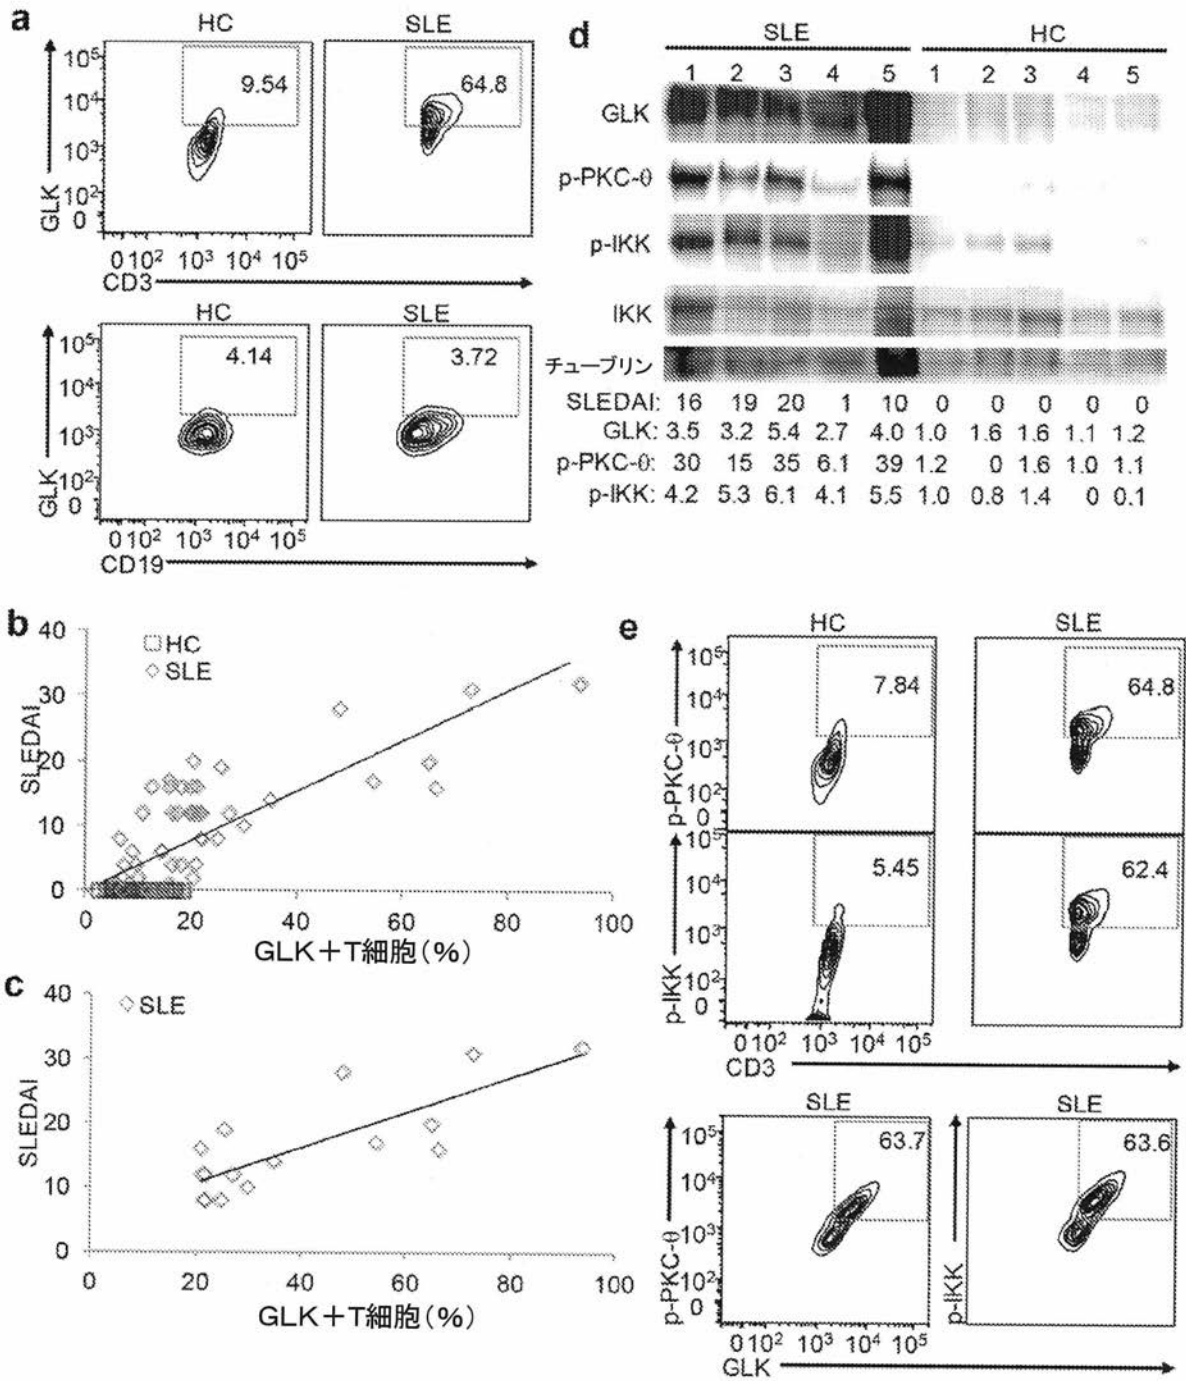 a
HC
SLE
GLK
10⁵
10⁴
10³
10²
0
9.54
64.8
0 10² 10³ 10⁴ 10⁵
CD3
HC
SLE
GLK
10⁵
10⁴
10³
10²
0
4.14
3.72
0 10² 10³ 10⁴ 10⁵
CD19
d
SLE HC
1 2 3 4 5 1 2 3 4 5
GLK
p-PKC-θ
p-IKK
IKK
チューブリン
SLEDAI: 16 19 20 1 10 0 0 0 0 0
GLK: 3.5 3.2 5.4 2.7 4.0 1.0 1.6 1.6 1.1 1.2
p-PKC-θ: 30 15 35 6.1 39 1.2 0 1.6 1.0 1.1
p-IKK: 4.2 5.3 6.1 4.1 5.5 1.0 0.8 1.4 0 0.1
b
HC
SLE
SLEDAI
40
30
20
10
0
0 20 40 60 80 100
GLK+T細胞(%)
c
SLE
SLEDAI
40
30
20
10
0
0 20 40 60 80 100
GLK+T細胞(%)
e
HC
SLE
p-PKC-θ
10⁵
10⁴
10³
10²
0
7.84
64.8
p-IKK
10⁵
10⁴
10³
10²
0
5.45
62.4
0 10² 10³ 10⁴ 10⁵
CD3
SLE
SLE
p-PKC-θ
10⁵
10⁴
10³
10²
0
63.7
p-IKK
63.6
0 10² 10³ 10⁴ 10⁵
GLK